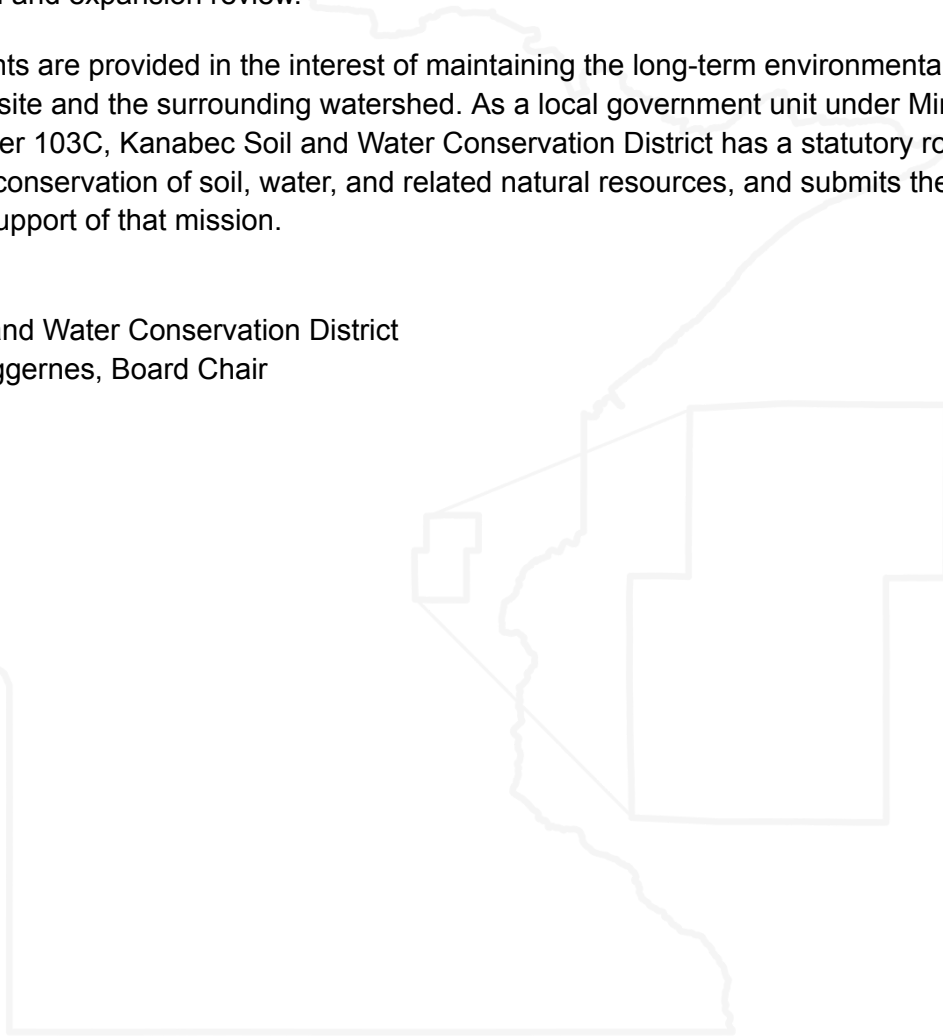 and expansion review.
nts are provided in the interest of maintaining the long-term environmenta
site and the surrounding watershed. As a local government unit under Mi
er 103C, Kanabec Soil and Water Conservation District has a statutory ro
conservation of soil, water, and related natural resources, and submits the
upport of that mission.
and Water Conservation District
ggernes, Board Chair